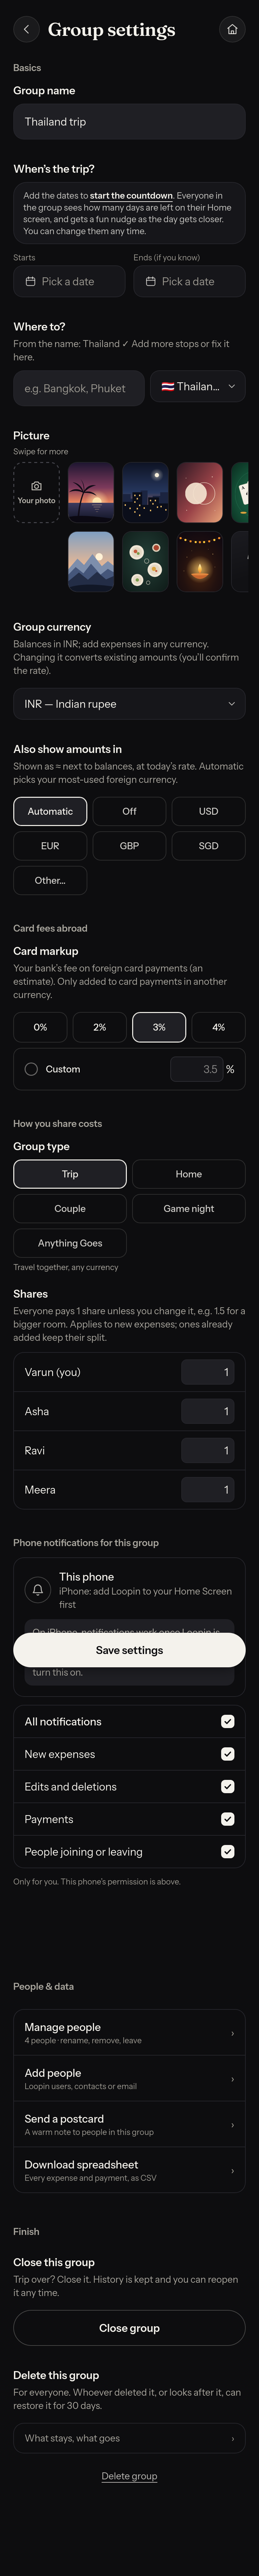 Group settings
Basics
Group name
Thailand trip
When's the trip?
Add the dates to start the countdown. Everyone in
the group sees how many days are left on their Home
screen, and gets a fun nudge as the day gets closer.
You can change them any time.
Starts
Ends (if you know)
Pick a date
Pick a date
Where to?
From the name: Thailand ✓ Add more stops or fix it
here.
e.g. Bangkok, Phuket
Thailan...
Picture
Swipe for more
Your photo
Group currency
Balances in INR; add expenses in any currency.
Changing it converts existing amounts (you'll confirm
the rate).
INR — Indian rupee
Also show amounts in
Shown as ≈ next to balances, at today's rate. Automatic
picks your most-used foreign currency.
Automatic
Off
USD
EUR
GBP
SGD
Other...
Card fees abroad
Card markup
Your bank's fee on foreign card payments (an
estimate). Only added to card payments in another
currency.
0%
2%
3%
4%
Custom
3.5 %
How you share costs
Group type
Trip
Home
Couple
Game night
Anything Goes
Travel together, any currency
Shares
Everyone pays 1 share unless you change it, e.g. 1.5 for a
bigger room. Applies to new expenses; ones already
added keep their split.
Varun (you)
1
Asha
1
Ravi
1
Meera
1
Phone notifications for this group
This phone
iPhone: add Loopin to your Home Screen
first
On iPhone, notifications work once Loopin is
Save settings
turn this on.
All notifications
New expenses
Edits and deletions
Payments
People joining or leaving
Only for you. This phone's permission is above.
People & data
Manage people
4 people · rename, remove, leave
Add people
Loopin users, contacts or email
Send a postcard
A warm note to people in this group
Download spreadsheet
Every expense and payment, as CSV
Finish
Close this group
Trip over? Close it. History is kept and you can reopen
it any time.
Close group
Delete this group
For everyone. Whoever deleted it, or looks after it, can
restore it for 30 days.
What stays, what goes
Delete group